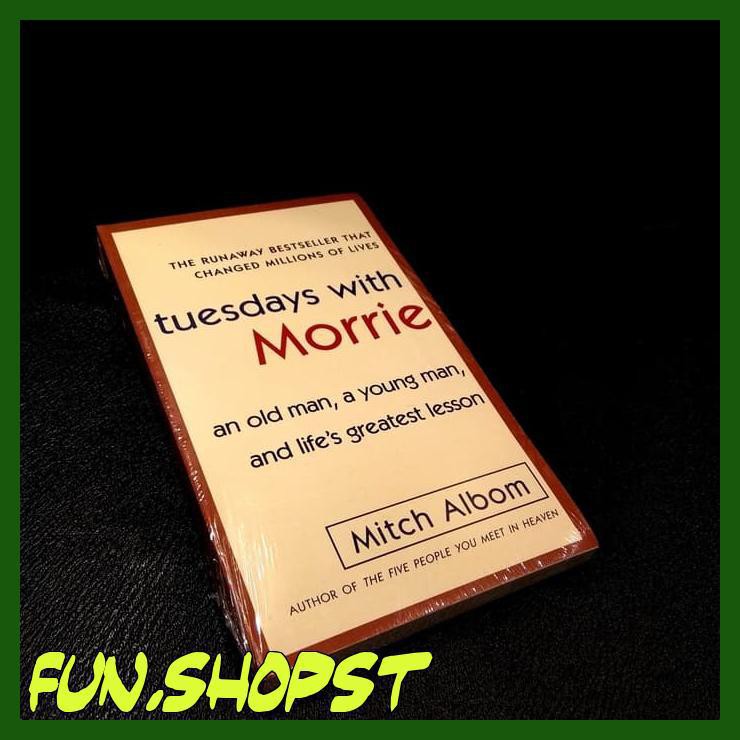 THE RUNAWAY BESTSELLER THAT
CHANGED MILLIONS OF LIVES
tuesdays with
Morrie
an old man, a young man,
and life's greatest lesson
Mitch Albom
AUTHOR OF THE FIVE PEOPLE YOU MEET IN HEAVEN
FUN.SHOPST